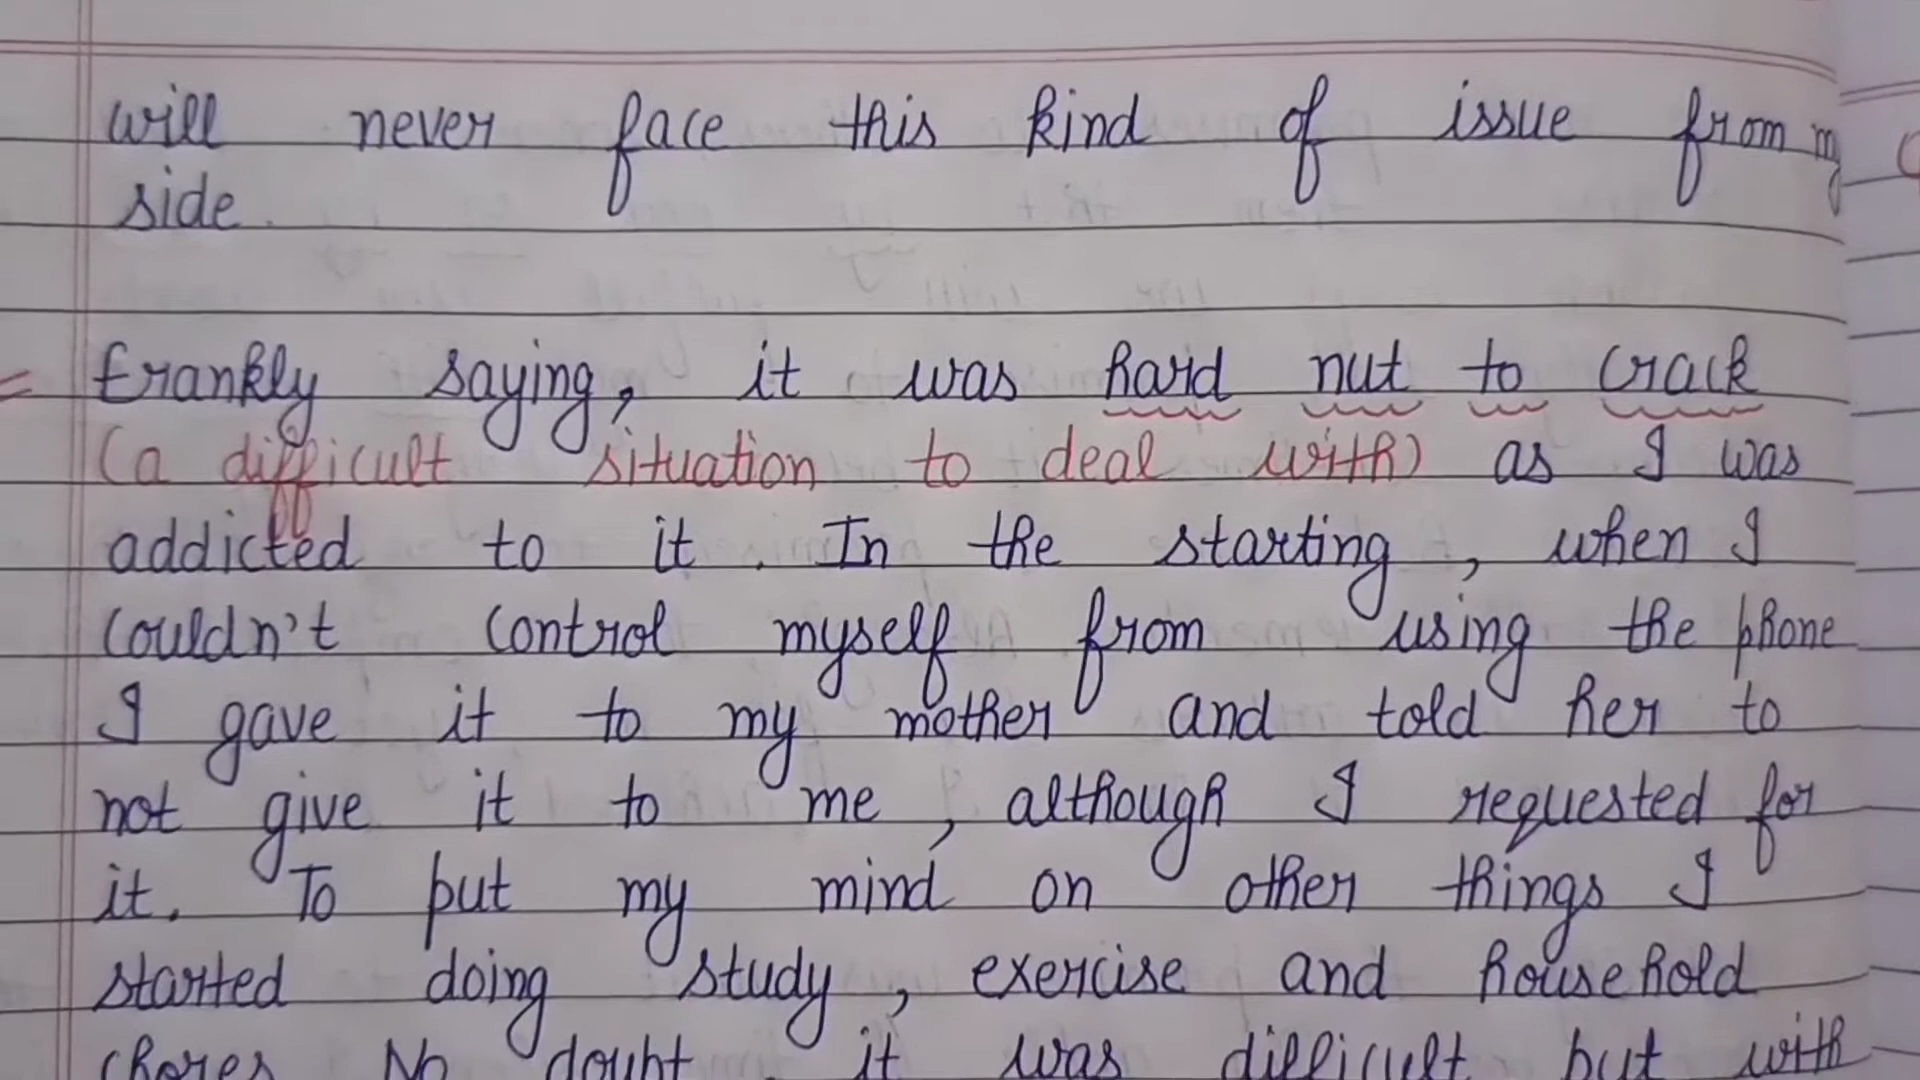 will never face this kind of issue from my
side.
Frankly saying, it was hard nut to crack
(a difficult situation to deal with) as I was
addicted to it. In the starting, when I
couldn't control myself from using the phone
I gave it to my mother and told her to
not give it to me, although I requested for
it. To put my mind on other things I
started doing study, exercise and household
chores. No doubt, it was difficult but with